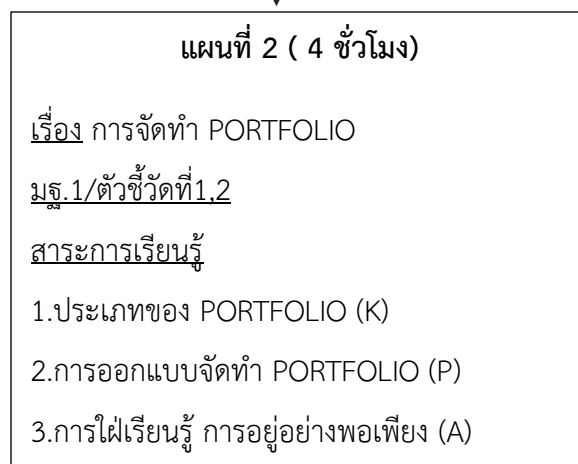 แผนที่ 2 ( 4 ชั่วโมง)
เรื่อง การจัดทำ PORTFOLIO
มฐ.1/ตัวชี้วัดที่1,2
สาระการเรียนรู้
1.ประเภทของ PORTFOLIO (K)
2.การออกแบบจัดทำ PORTFOLIO (P)
3.การใฝ่เรียนรู้ การอยู่อย่างพอเพียง (A)